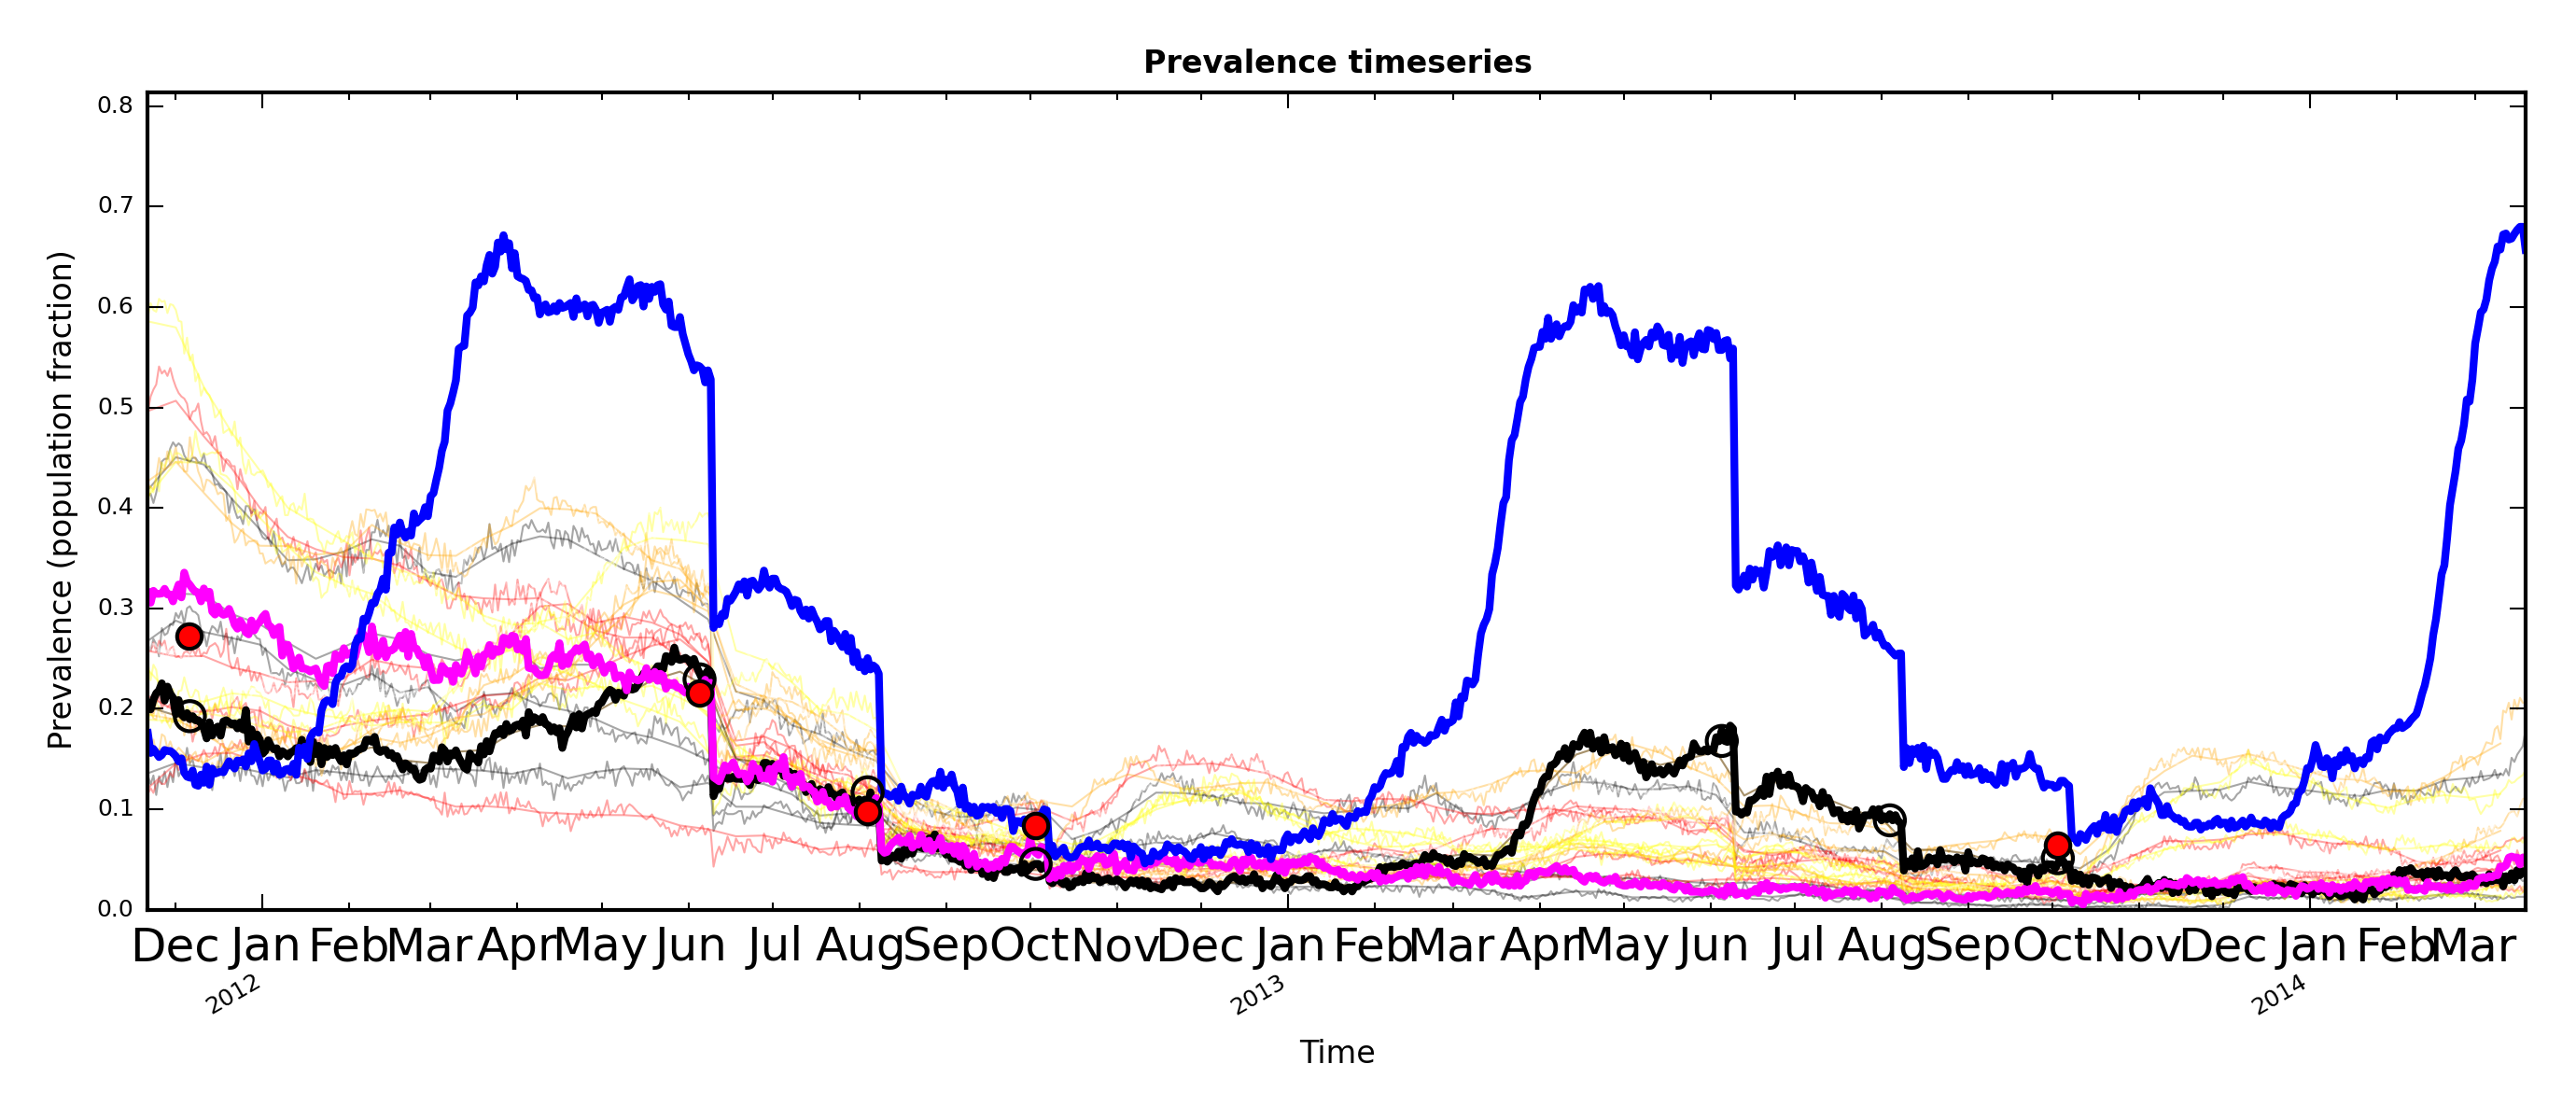 Prevalence timeseries
Prevalence (population fraction)
0.8
0.7
0.6
0.5
0.4
0.3
0.2
0.1
0.0
Dec Jan Feb Mar Apr May Jun Jul Aug Sep Oct Nov Dec Jan Feb Mar Apr May Jun Jul Aug Sep Oct Nov Dec Jan Feb Mar
2012 2013 2014
Time